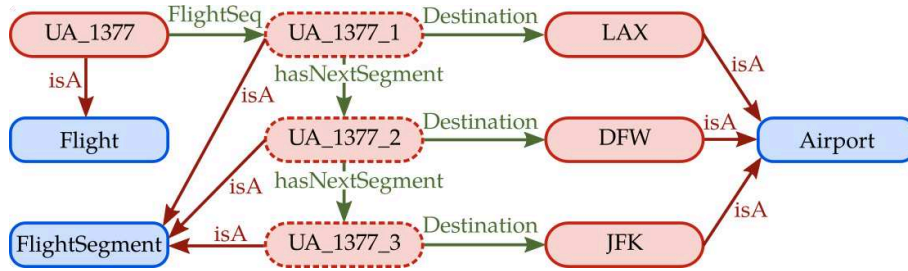 FlightSeq
Destination
UA_1377
UA_1377_1
LAX
isA
hasNextSegment
isA
isA
Destination
Flight
UA_1377_2
DFW
isA
Airport
isA
hasNextSegment
isA
Destination
FlightSegment
isA
UA_1377_3
JFK